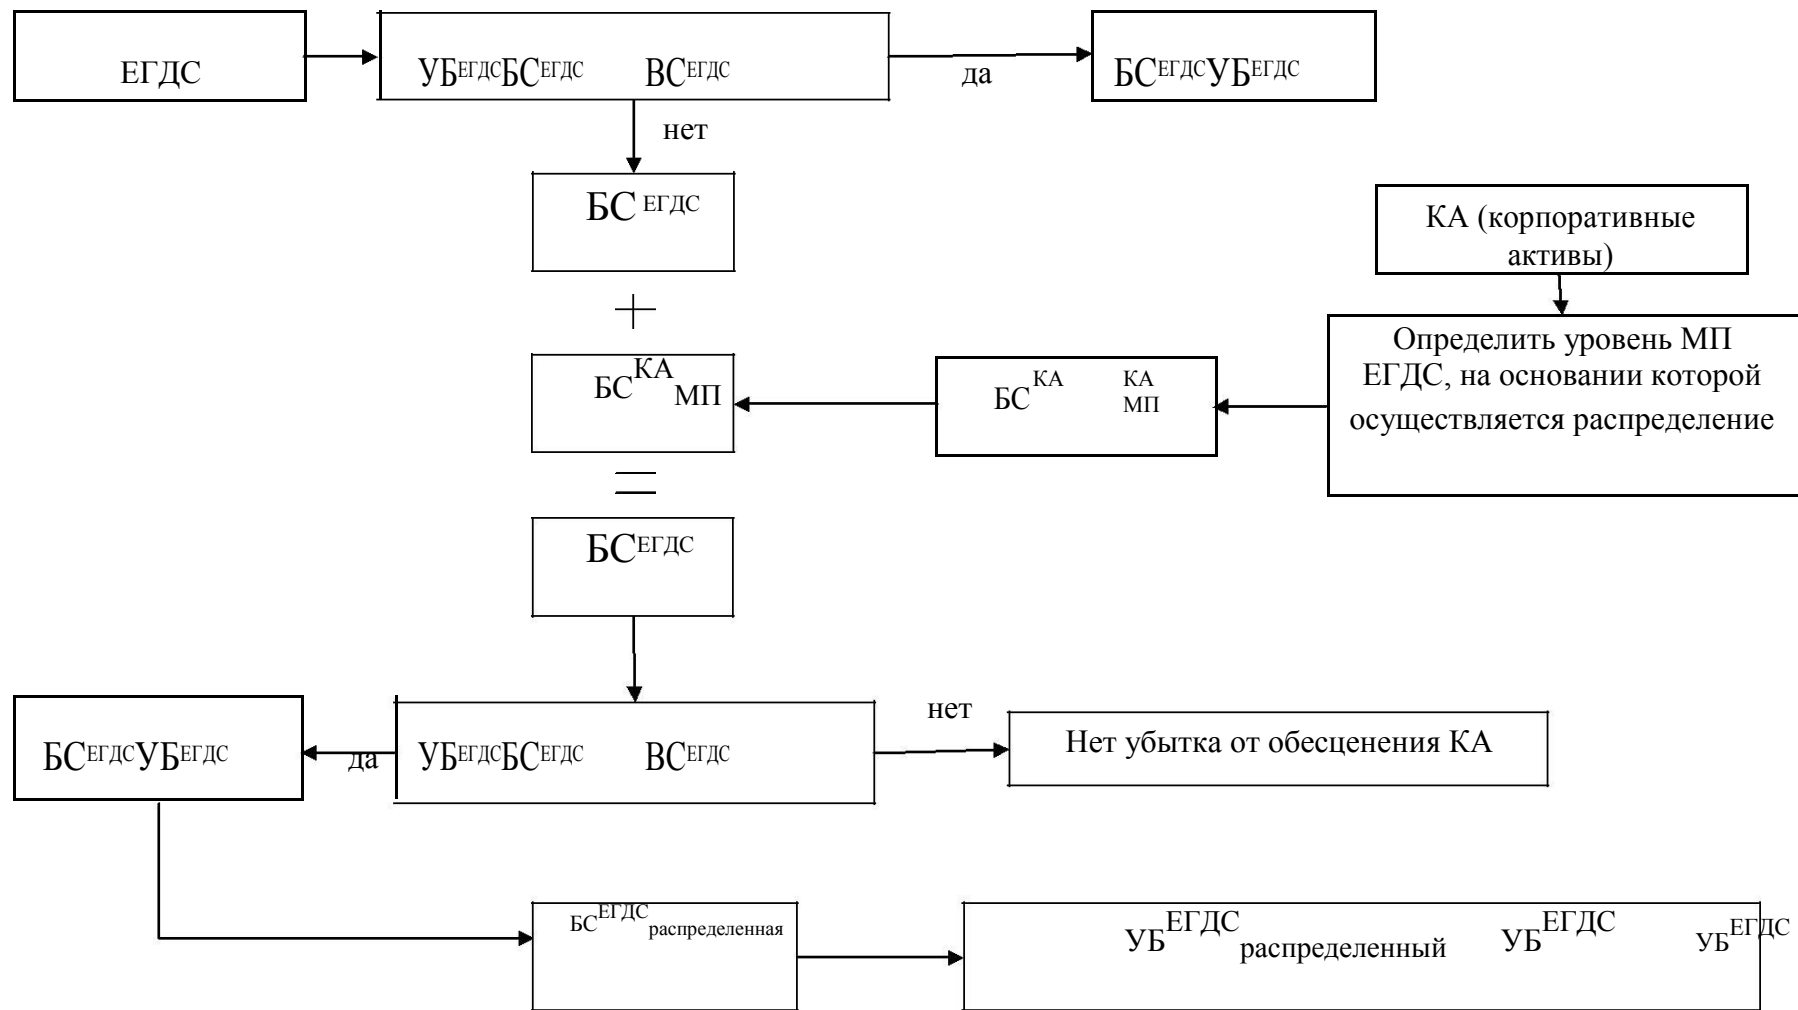 ЕГДС
УБЕГДСБСЕГДС ВСЕГДС
да
БСЕГДСУБЕГДС
нет
БС ЕГДС
КА (корпоративные
активы)
+
Определить уровень МП
ЕГДС, на основании которой
осуществляется распределение
БСКА КА
МП
БСКАМП
=
БСЕГДС
нет
Нет убытка от обесценения КА
УБЕГДСБСЕГДС ВСЕГДС
да
БСЕГДСУБЕГДС
БСЕГДСраспределенная
УБЕГДСраспределенный УБЕГДС УБЕГДС